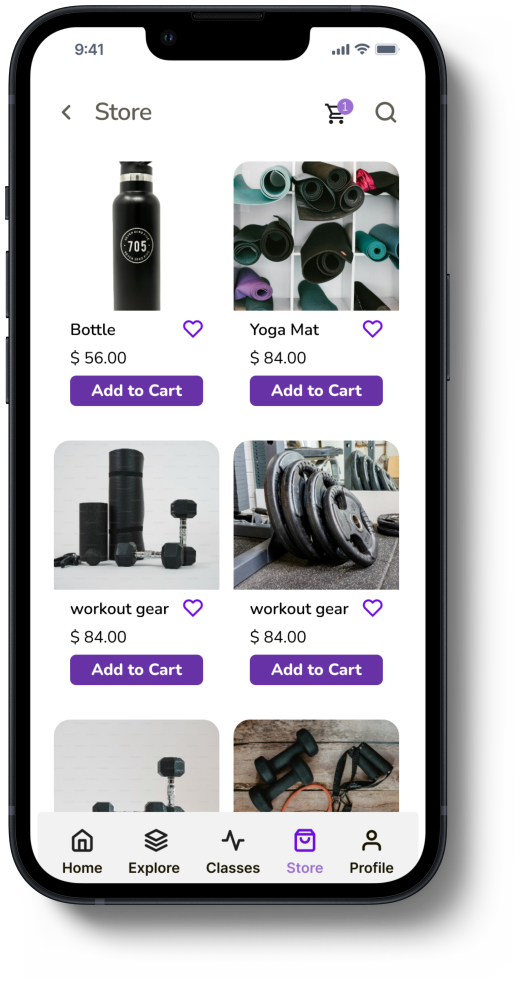 9:41
Store
1
705
Bottle
Yoga Mat
$ 56.00
$ 84.00
Add to Cart
Add to Cart
workout gear
workout gear
$ 84.00
$ 84.00
Add to Cart
Add to Cart
Home
Explore
Classes
Store
Profile